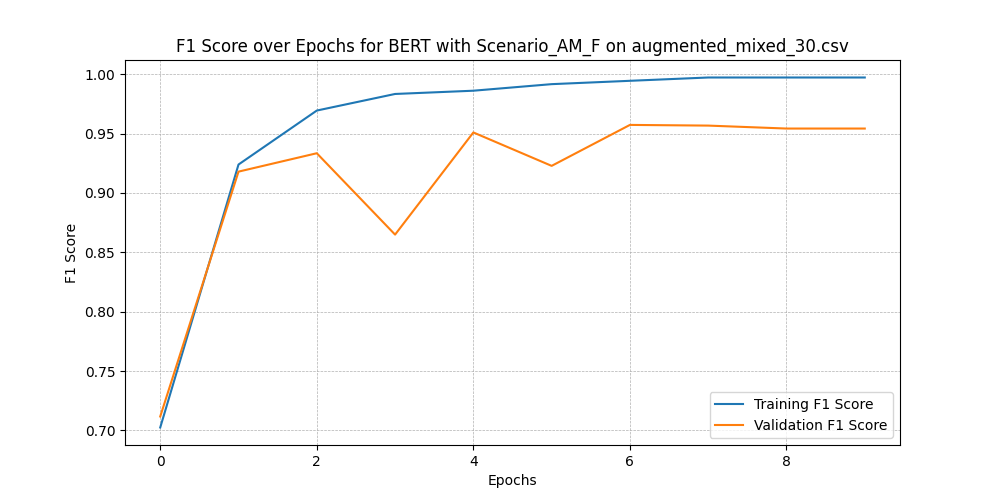 F1 Score over Epochs for BERT with Scenario_AM_F on augmented_mixed_30.csv
1.00
0.95
0.90
0.85
0.80
0.75
0.70
F1 Score
0 2 4 6 8
Epochs
Training F1 Score
Validation F1 Score